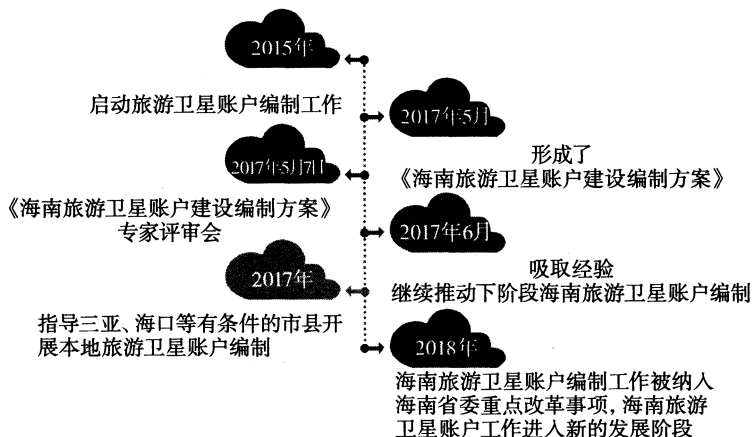 2015年
启动旅游卫星账户编制工作
2017年5月
形成了
《海南旅游卫星账户建设编制方案》
2017年5月7日
《海南旅游卫星账户建设编制方案》
专家评审会
2017年6月
吸取经验
继续推动下阶段海南旅游卫星账户编制
2017年
指导三亚、海口等有条件的市县开
展本地旅游卫星账户编制
2018年
海南旅游卫星账户编制工作被纳入
海南省委重点改革事项,海南旅游
卫星账户工作进入新的发展阶段